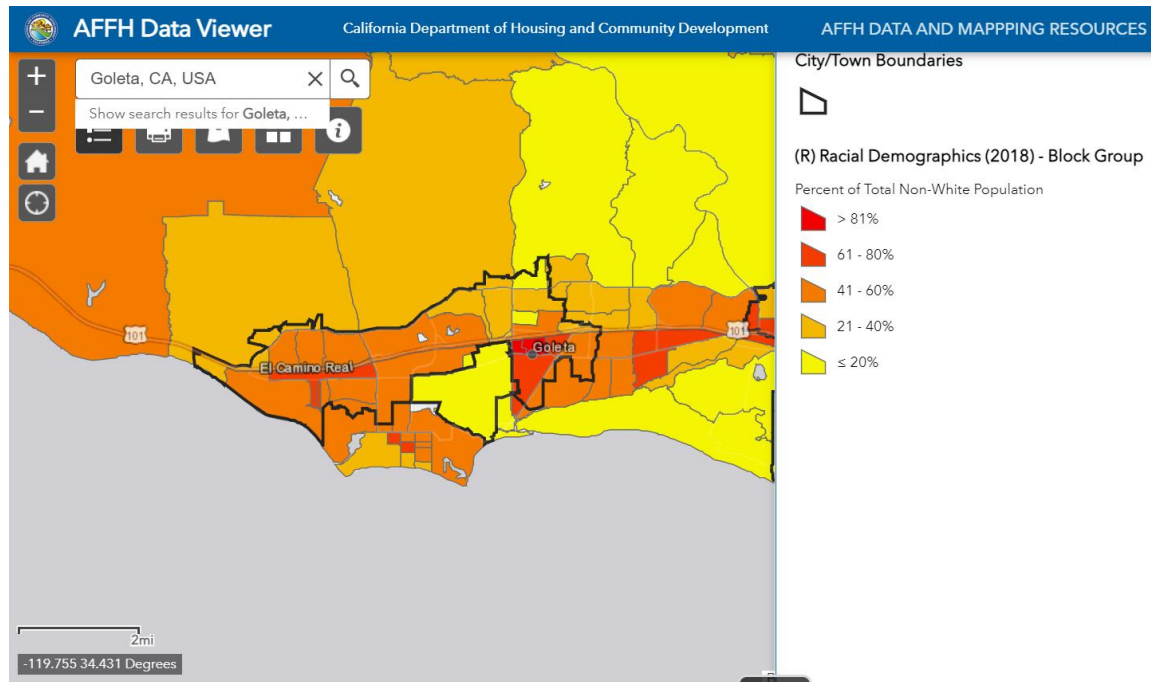 AFFH Data Viewer
California Department of Housing and Community Development
AFFH DATA AND MAPPPING RESOURCES
+
Goleta, CA, USA
−
Show search results for Goleta, ...
City/Town Boundaries
(R) Racial Demographics (2018) - Block Group
Percent of Total Non-White Population
> 81%
61 - 80%
41 - 60%
21 - 40%
≤ 20%
101
101
Goleta
El Camino Real
2mi
-119.755 34.431 Degrees